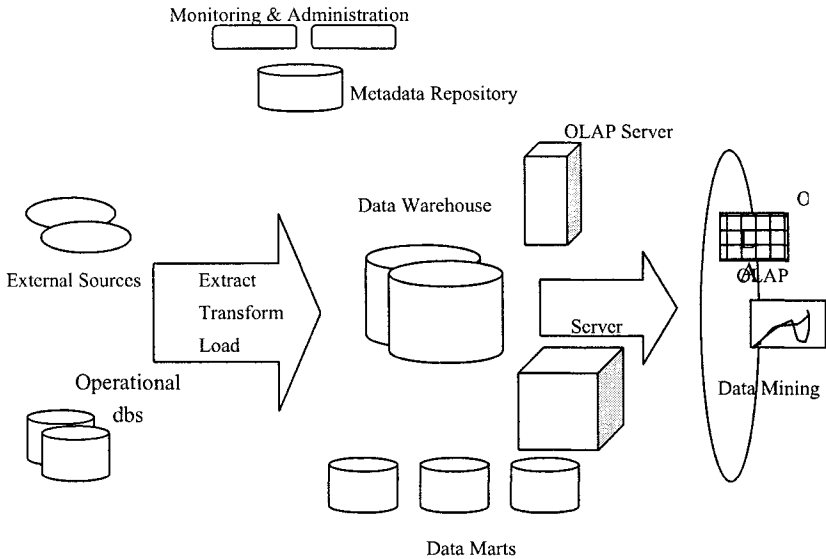 Monitoring & Administration
Metadata Repository
OLAP Server
Data Warehouse
O
External Sources
Extract
Transform
Load
OLAP
Server
Operational
dbs
Data Mining
Data Marts